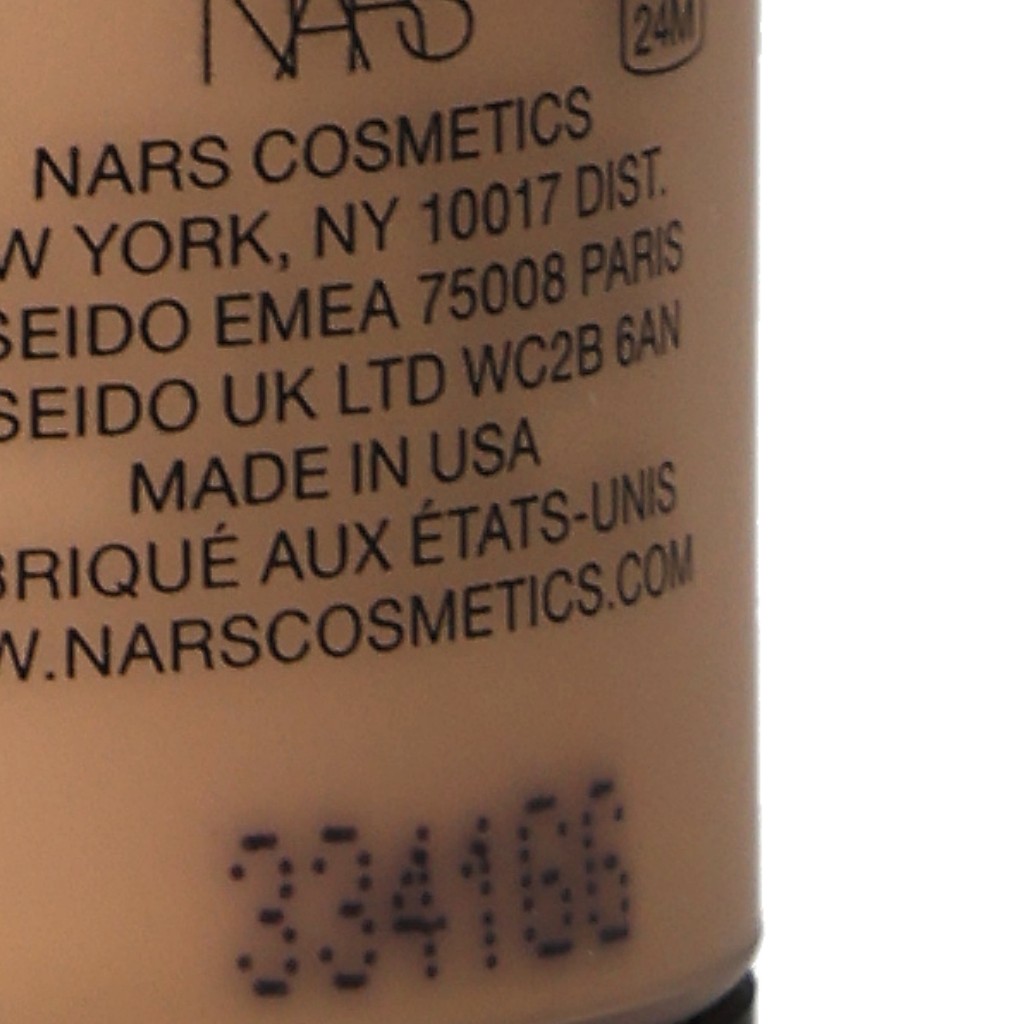 NARS
24M
NARS COSMETICS
W YORK, NY 10017 DIST.
SEIDO EMEA 75008 PARIS
SEIDO UK LTD WC2B 6AN
MADE IN USA
BRIQUÉ AUX ÉTATS-UNIS
W.NARSCOSMETICS.COM
334166